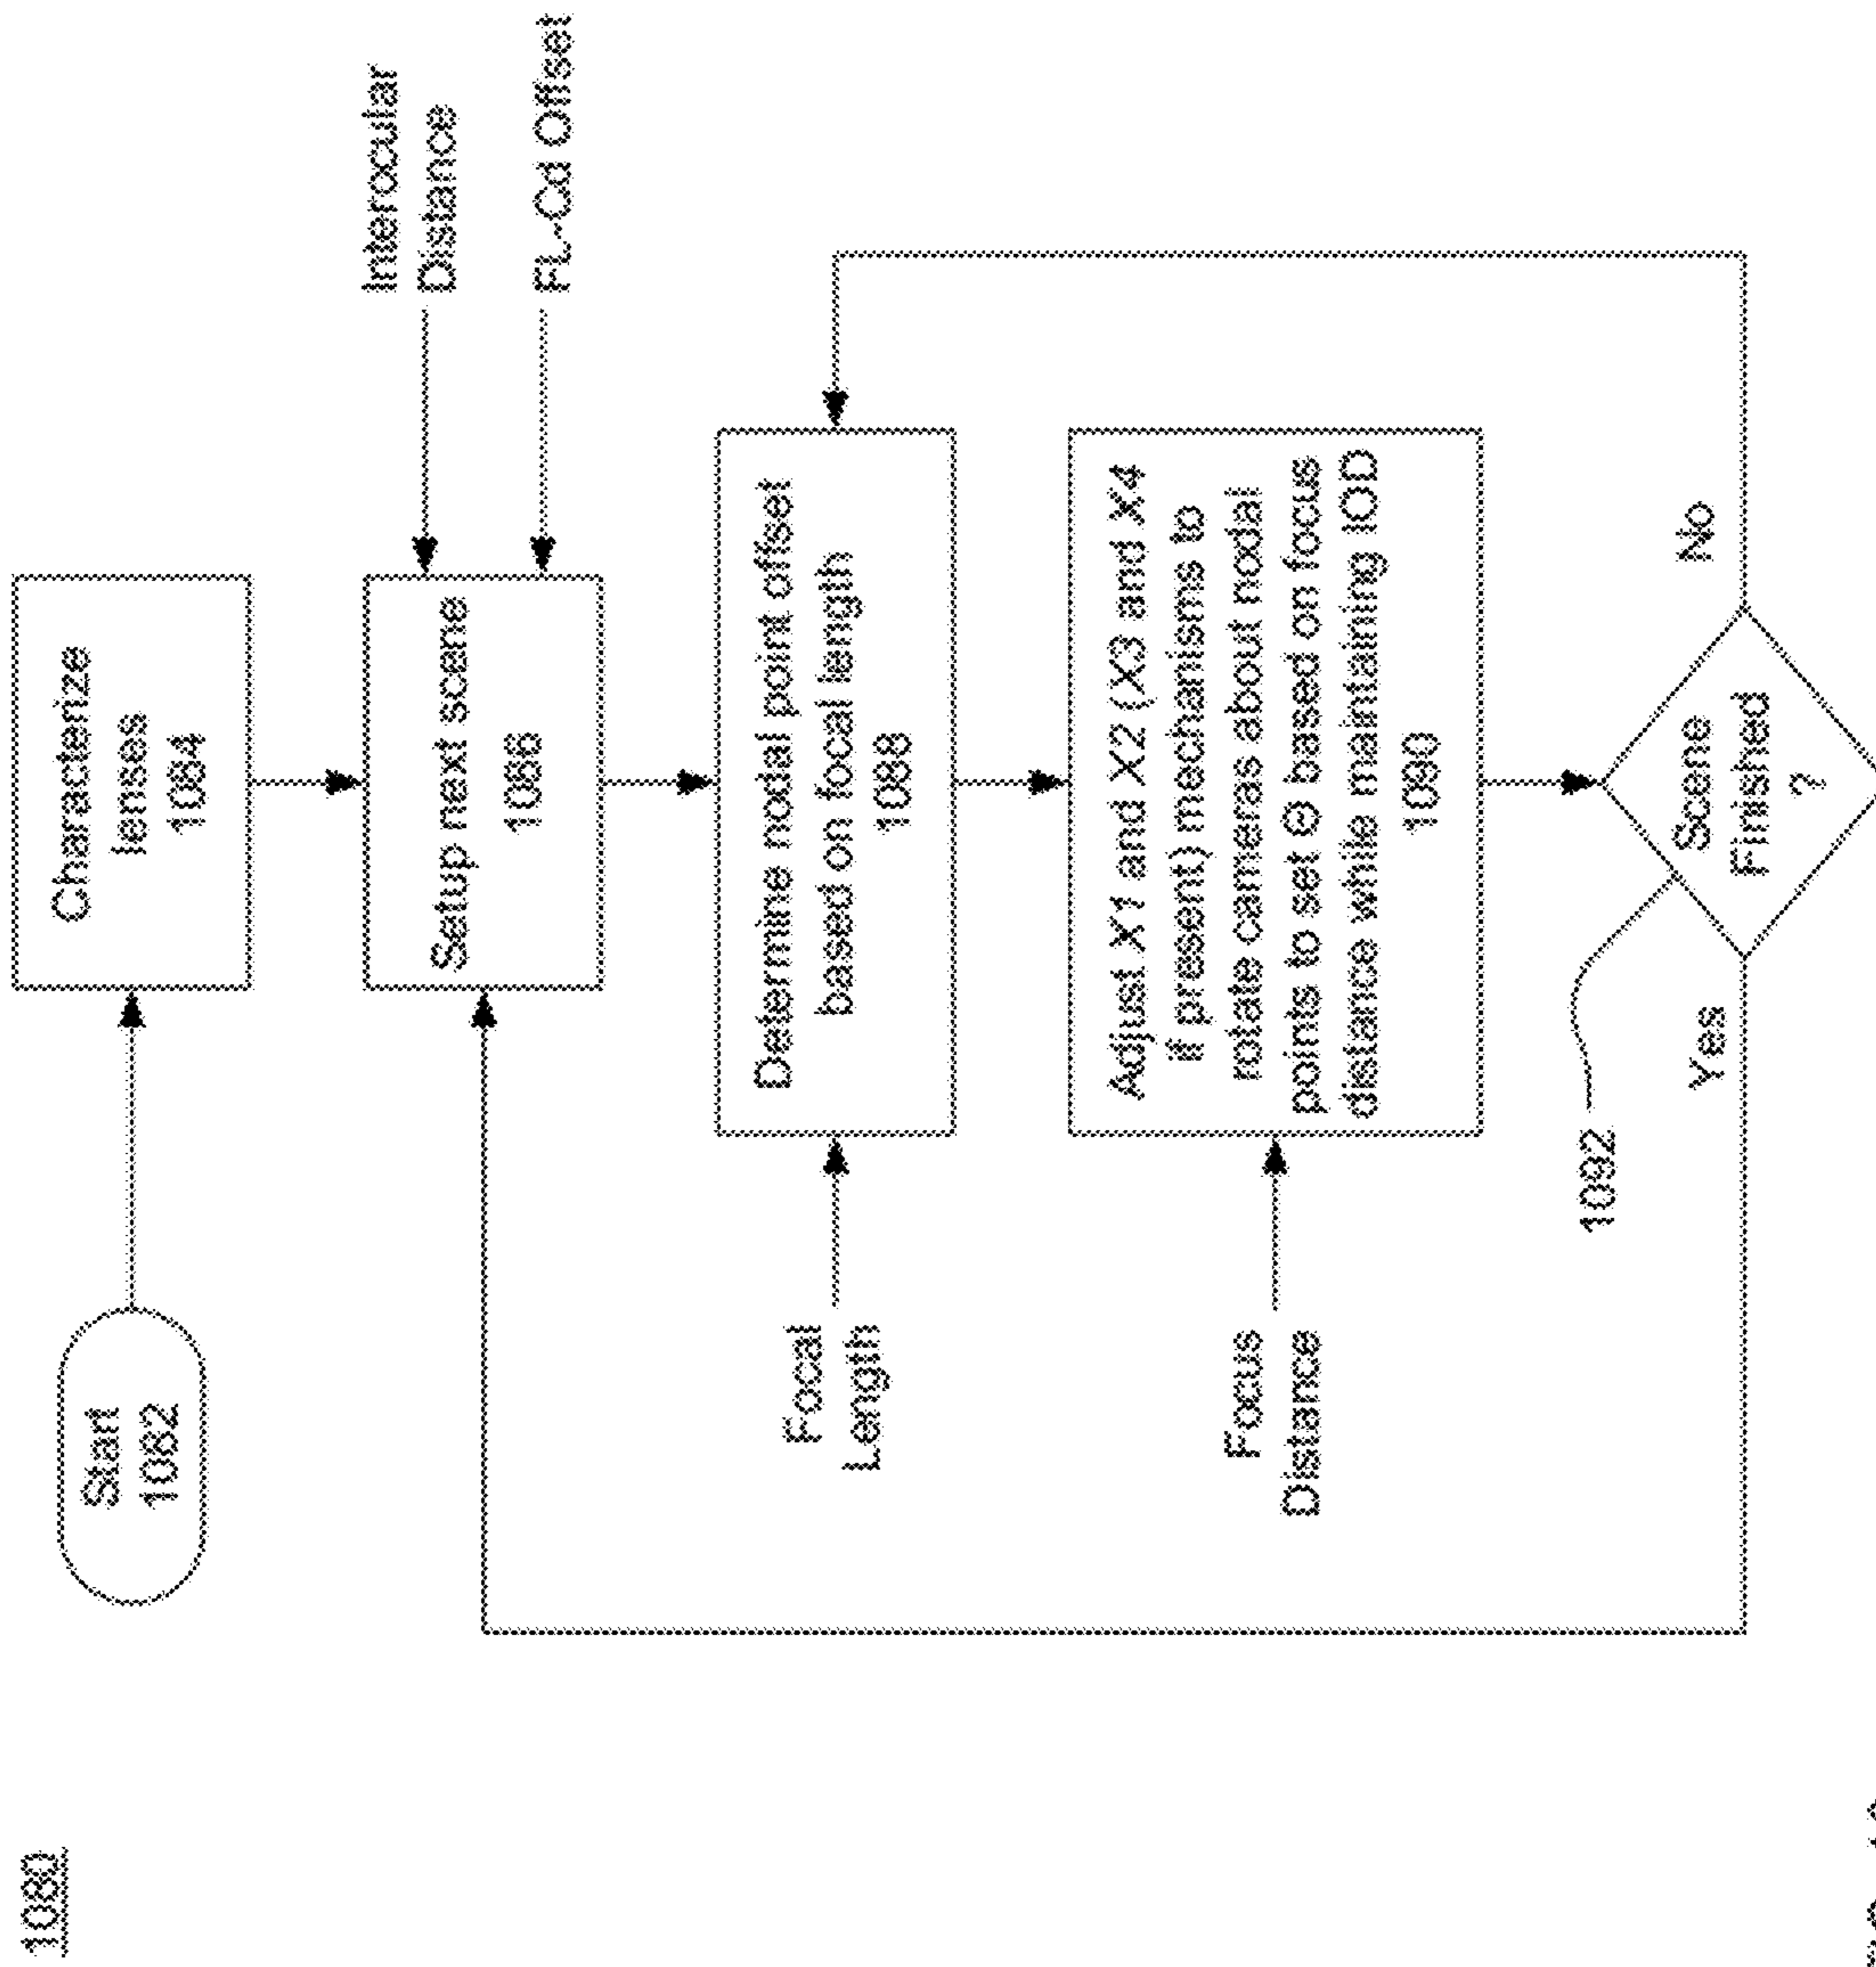 1080
Start
1082
Characterize
lenses
1084
Interocular
Distance
Setup next scene
1086
FL-Cd Offset
Focal
Length
Determine nodal point offset
based on focal length
1088
Focus
Distance
Adjust X1 and X2 (X3 and X4
if present) mechanisms to
rotate cameras about nodal
points to set Θ based on focus
distance while maintaining IOD
1090
1092
Scene
Finished
?
Yes
No